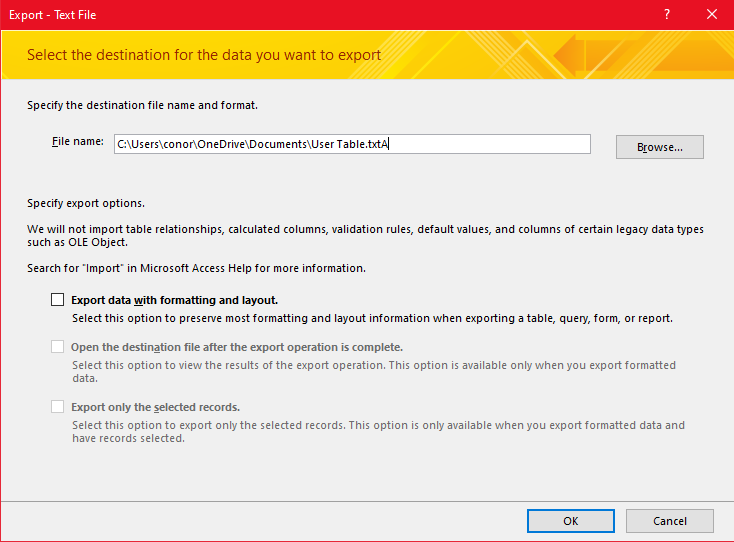 Export - Text File ? ✕
Select the destination for the data you want to export
Specify the destination file name and format.
File name: C:\Users\conor\OneDrive\Documents\User Table.txtA Browse...
Specify export options.
We will not import table relationships, calculated columns, validation rules, default values, and columns of certain legacy data types
such as OLE Object.
Search for "Import" in Microsoft Access Help for more information.
Export data with formatting and layout.
Select this option to preserve most formatting and layout information when exporting a table, query, form, or report.
Open the destination file after the export operation is complete.
Select this option to view the results of the export operation. This option is available only when you export formatted
data.
Export only the selected records.
Select this option to export only the selected records. This option is only available when you export formatted data and
have records selected.
OK Cancel